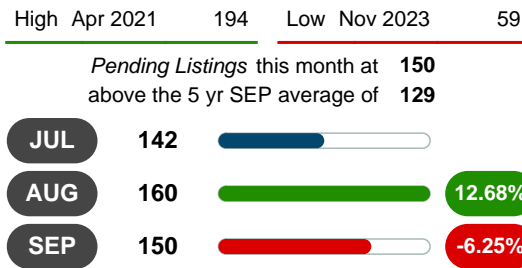 High Apr 2021 194 Low Nov 2023 59
Pending Listings this month at 150
above the 5 yr SEP average of 129
JUL 142
AUG 160 12.68%
SEP 150 -6.25%